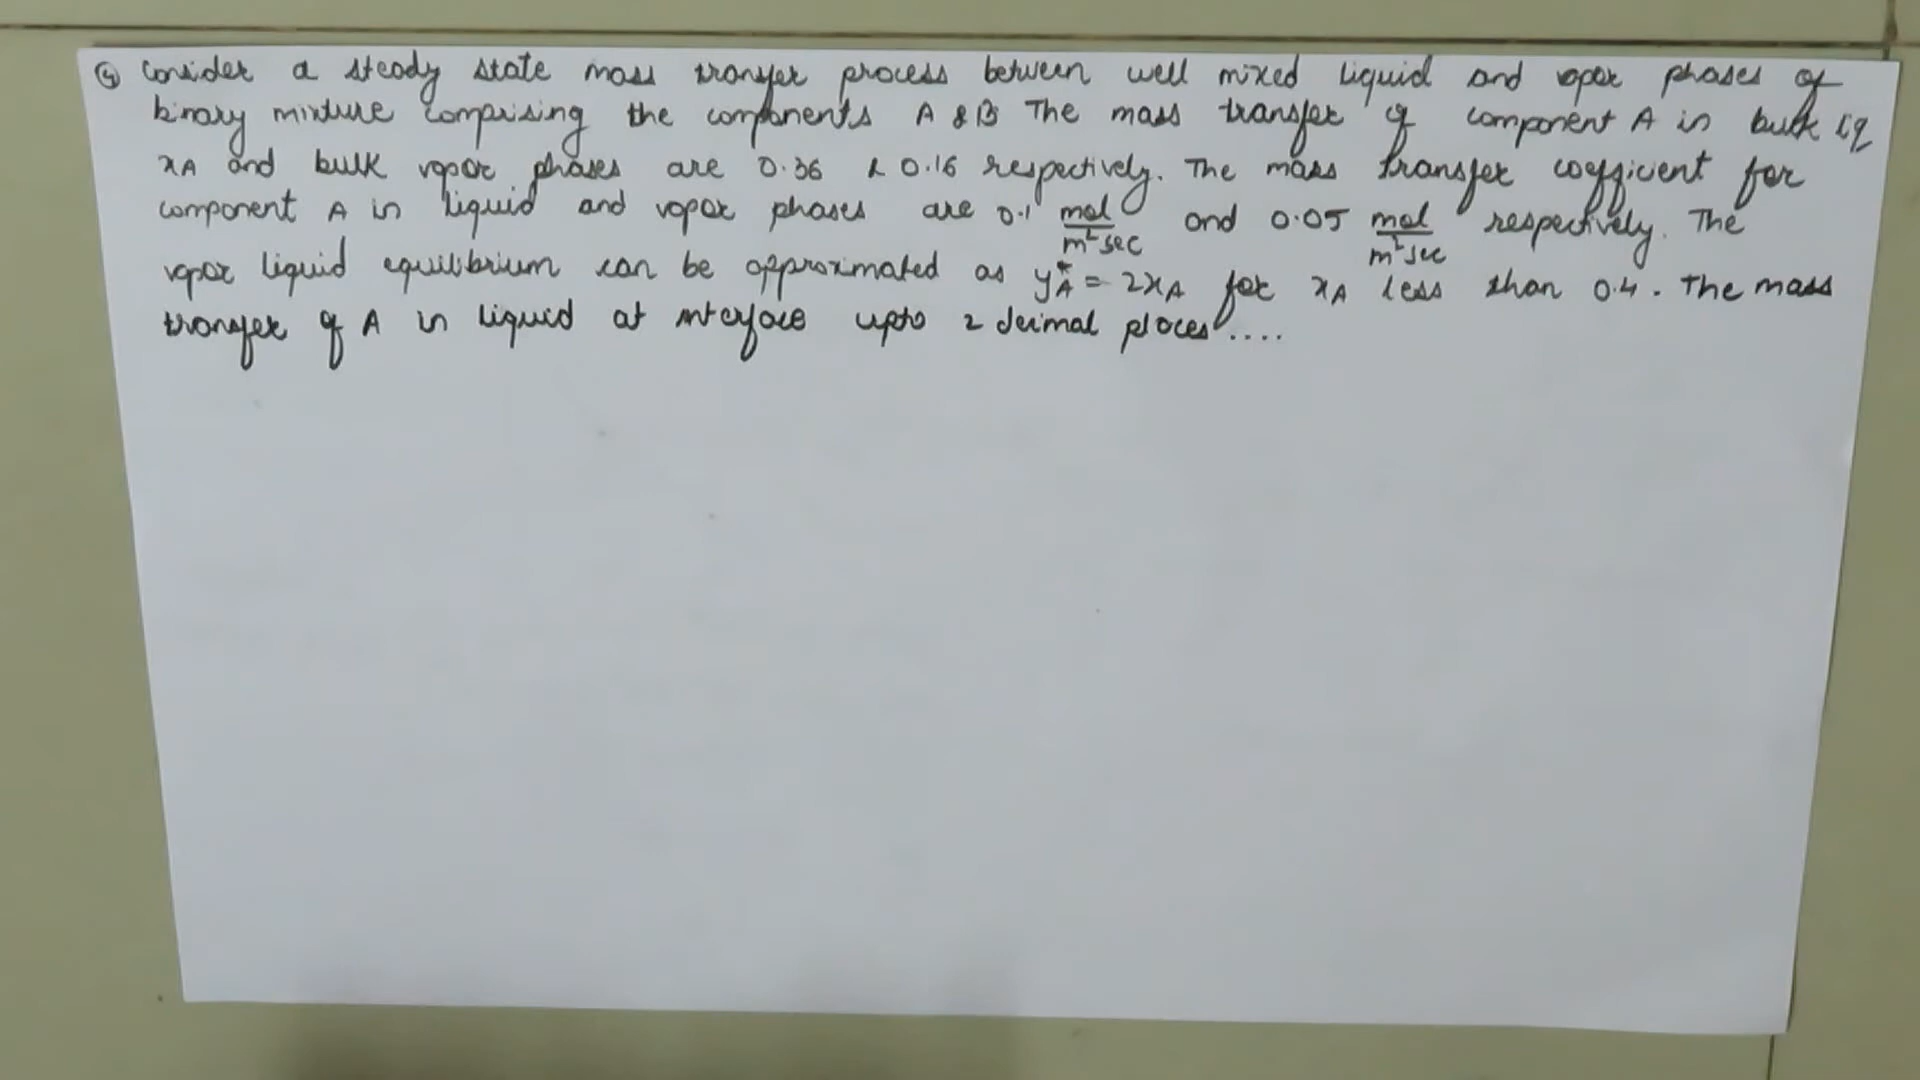 ④ Consider a steady state mass transfer process between well mixed liquid and vapor phases of
binary mixture comprising the components A & B The mass transfer of component A in bulk liq
xA and bulk vapor phases are 0.36 & 0.16 respectively. The mass transfer coefficient for
component A in liquid and vapor phases are 0.1 mol/m² sec and 0.05 mol/m² sec respectively. The
vapor liquid equilibrium can be approximated as y*A = 2xA for xA less than 0.4. The mass
transfer of A in liquid at interface upto 2 decimal places ....